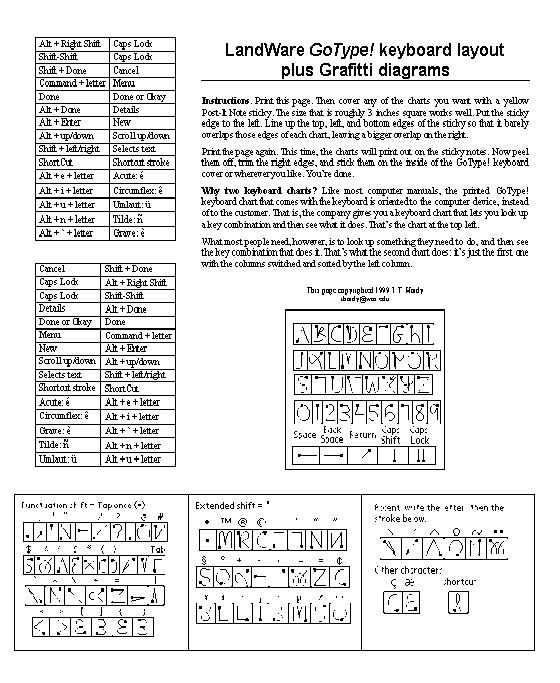 Alt + Right Shift Caps Lock
Shift-Shift Caps Lock
Shift + Done Cancel
Command + letter Menu
Done Done or Okay
Alt + Done Details
Alt + Enter New
Alt + up/down Scroll up/down
Shift + left/right Selects text
ShortCut Shortcut stroke
Alt + e + letter Acute: é
Alt + i + letter Circumflex: ê
Alt + u + letter Umlaut: ü
Alt + n + letter Tilde: ñ
Alt + ` + letter Grave: è
Cancel Shift + Done
Caps Lock Alt + Right Shift
Caps Lock Shift-Shift
Details Alt + Done
Done or Okay Done
Menu Command + letter
New Alt + Enter
Scroll up/down Alt + up/down
Selects text Shift + left/right
Shortcut stroke ShortCut
Acute: é Alt + e + letter
Circumflex: ê Alt + i + letter
Grave: è Alt + ` + letter
Tilde: ñ Alt + n + letter
Umlaut: ü Alt + u + letter
LandWare GoType! keyboard layout
plus Grafitti diagrams
Instructions. Print this page. Then cover any of the charts you want with a yellow
Post-It Note sticky. The size that is roughly 3 inches square works well. Put the sticky
edge to the left. Line up the top, left, and bottom edges of the sticky so that it barely
overlaps those edges of each chart, leaving a bigger overlap on the right.
Print the page again. This time, the charts will print out on the sticky notes. Now peel
them off, trim the right edges, and stick them on the inside of the GoType! keyboard
cover or wherever you like. You're done.
Why two keyboard charts? Like most computer manuals, the printed GoType!
keyboard chart that comes with the keyboard is oriented to the computer device, instead
of to the customer. That is, the company gives you a keyboard chart that lets you look up
a key combination and then see what it does. That's the chart at the top left.
What most people need, however, is to look up something they need to do, and then see
the key combination that does it. That's what the second chart does: it's just the first one
with the columns switched and sorted by the left column.
This page copyrighted 1999 T. T.
A B C D E F G H I
J K L M N O P Q R
S T U V W X Y Z
0 1 2 3 4 5 6 7 8 9
Space Back Space Return Caps Shift Caps Lock
Punctuation shift = Tap once (•)
Tab
Extended shift =
™ ® ©
Accent: write the letter, then the
stroke below.
Other characters
ç æ Shortcut